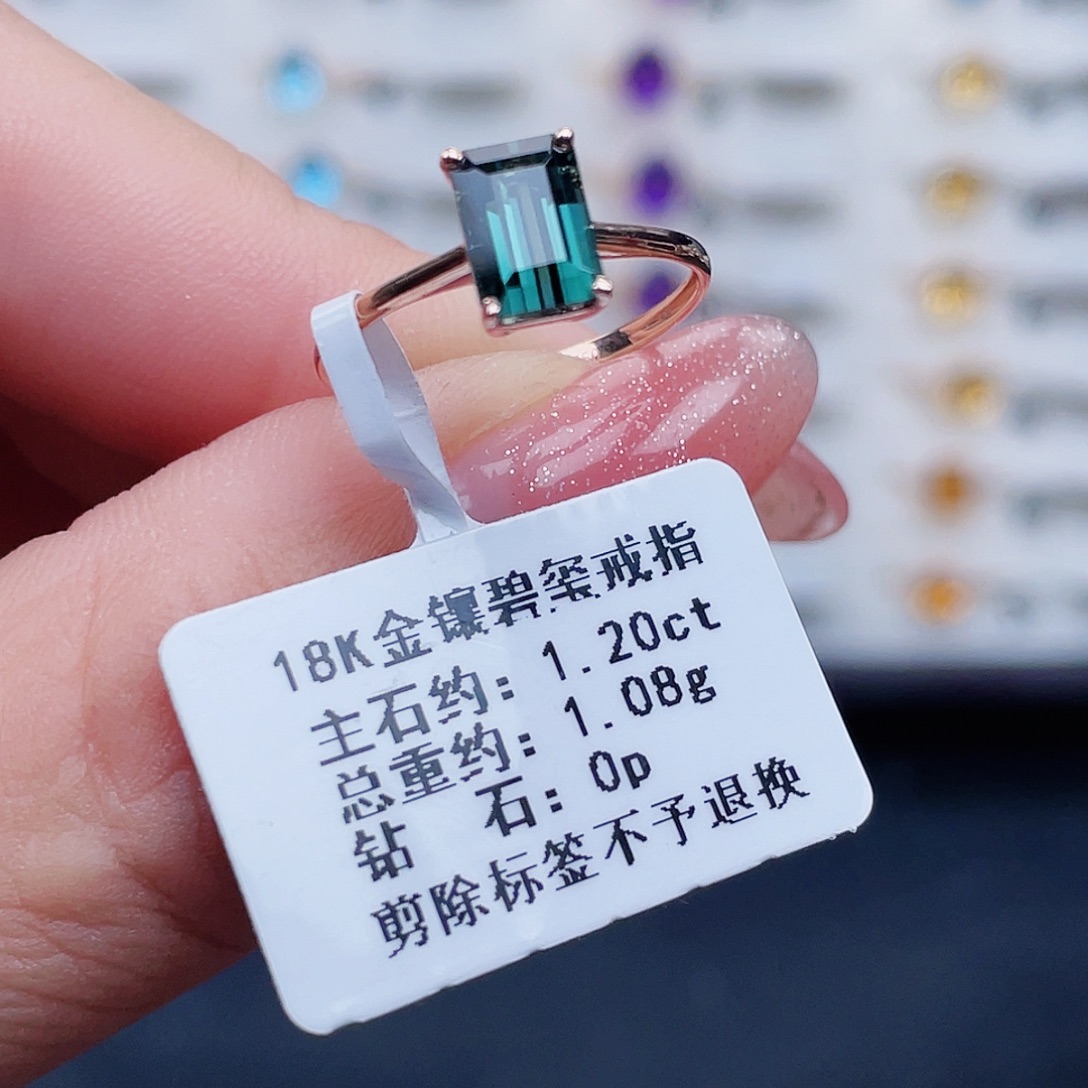 18K金镶碧玺戒指
主石约: 1.20ct
总重约: 1.08g
钻 石: 0p
剪除标签不予退换